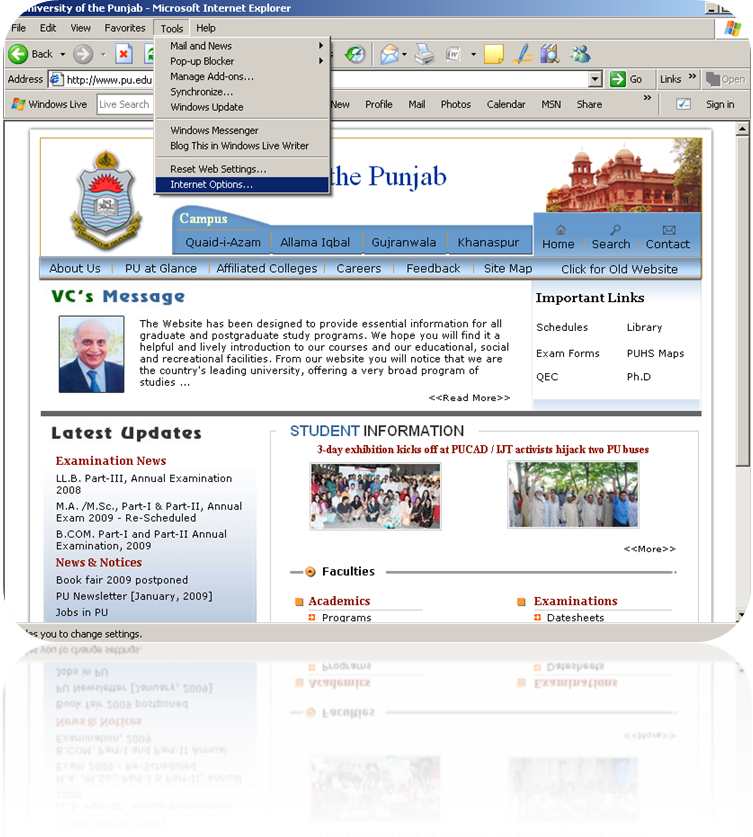 niversity of the Punjab - Microsoft Internet Explorer
File Edit View Favorites Tools Help
Back
Address http://www.pu.edu Go Links » Open
Windows Live Live Search New Profile Mail Photos Calendar MSN Share » Sign in
Mail and News
Pop-up Blocker
Manage Add-ons...
Synchronize...
Windows Update
Windows Messenger
Blog This in Windows Live Writer
Reset Web Settings...
Internet Options...
the Punjab
Campus
Quaid-i-Azam Allama Iqbal Gujranwala Khanaspur
Home Search Contact
About Us PU at Glance Affiliated Colleges Careers Feedback Site Map Click for Old Website
VC's Message
The Website has been designed to provide essential information for all
graduate and postgraduate study programs. We hope you will find it a
helpful and lively introduction to our courses and our educational, social
and recreational facilities. From our website you will notice that we are
the country's leading university, offering a very broad program of
studies ...
<<Read More>>
Important Links
Schedules Library
Exam Forms PUHS Maps
QEC Ph.D
Latest Updates
Examination News
LL.B. Part-III, Annual Examination
2008
M.A. /M.Sc., Part-I & Part-II, Annual
Exam 2009 - Re-Scheduled
B.COM. Part-I and Part-II Annual
Examination, 2009
News & Notices
Book fair 2009 postponed
PU Newsletter [January, 2009]
Jobs in PU
STUDENT INFORMATION
3-day exhibition kicks off at PUCAD / IJT activists hijack two PU buses
<<More>>
Faculties
Academics
Programs
Examinations
Datesheets
les you to change settings.